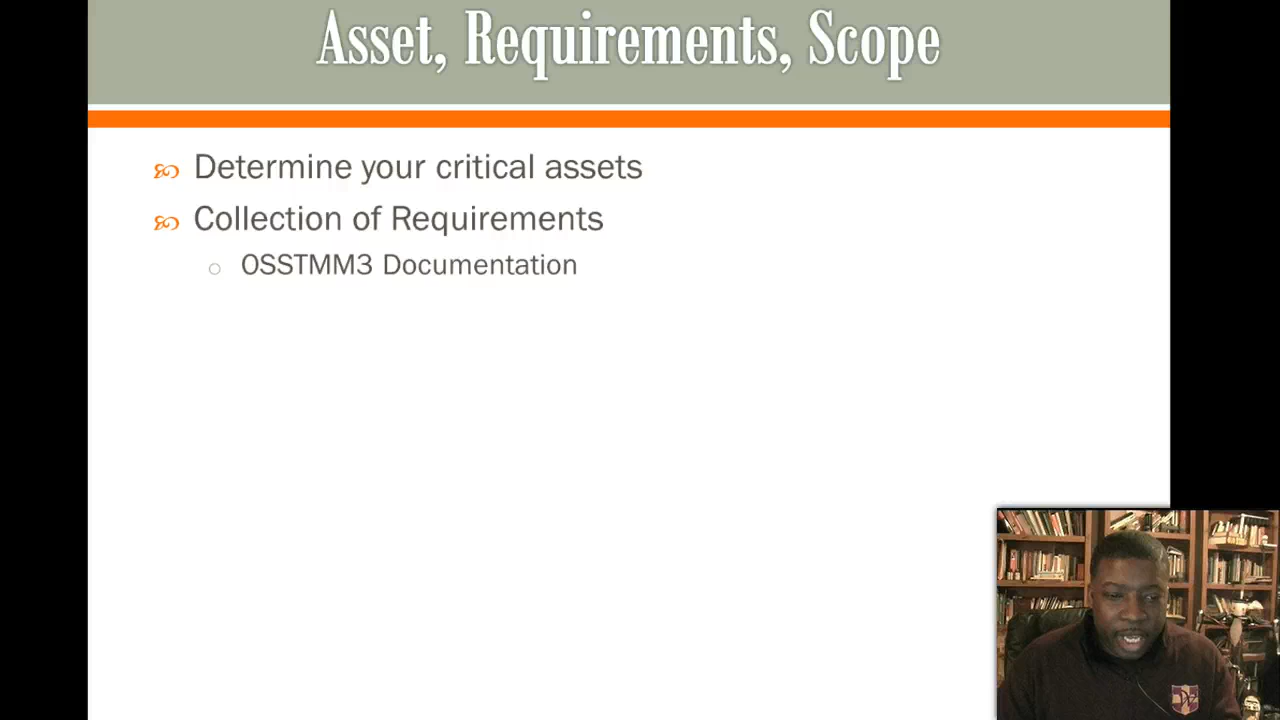 Asset, Requirements, Scope
Determine your critical assets
Collection of Requirements
OSSTMM3 Documentation